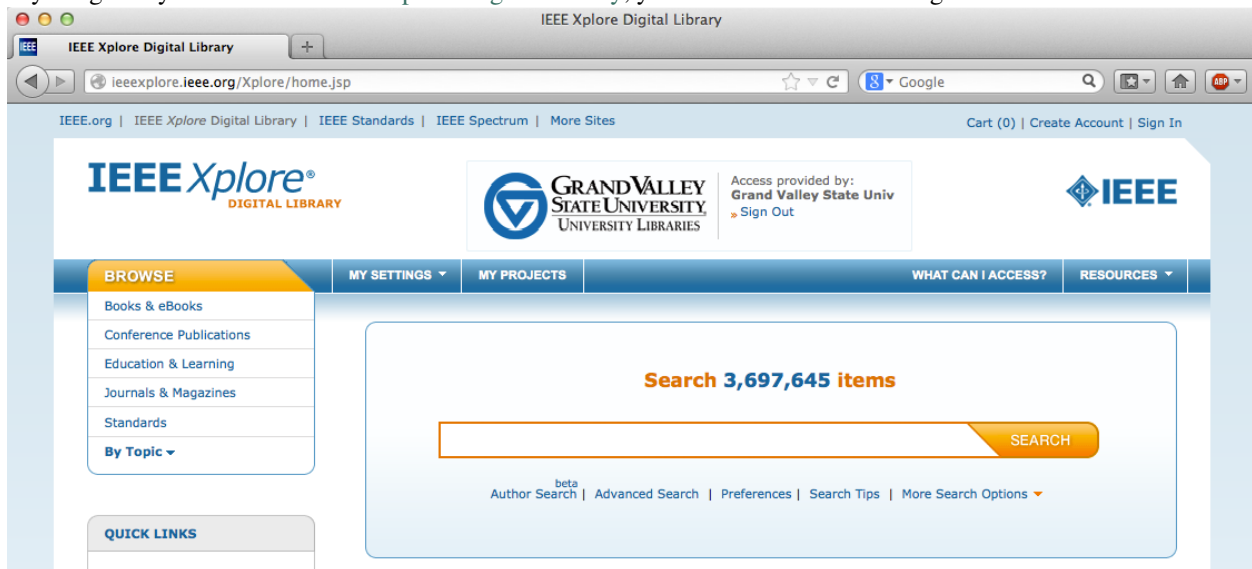 IEEE Xplore Digital Library
IEEE IEEE Xplore Digital Library +
ieeexplore.ieee.org/Xplore/home.jsp Google ABP
IEEE.org | IEEE Xplore Digital Library | IEEE Standards | IEEE Spectrum | More Sites Cart (0) | Create Account | Sign In
IEEE Xplore®
DIGITAL LIBRARY
GRAND VALLEY
STATE UNIVERSITY
UNIVERSITY LIBRARIES
Access provided by:
Grand Valley State Univ
» Sign Out
IEEE
BROWSE MY SETTINGS MY PROJECTS WHAT CAN I ACCESS? RESOURCES
Books & eBooks
Conference Publications
Education & Learning
Journals & Magazines
Standards
By Topic
Search 3,697,645 items
SEARCH
beta
Author Search | Advanced Search | Preferences | Search Tips | More Search Options
QUICK LINKS